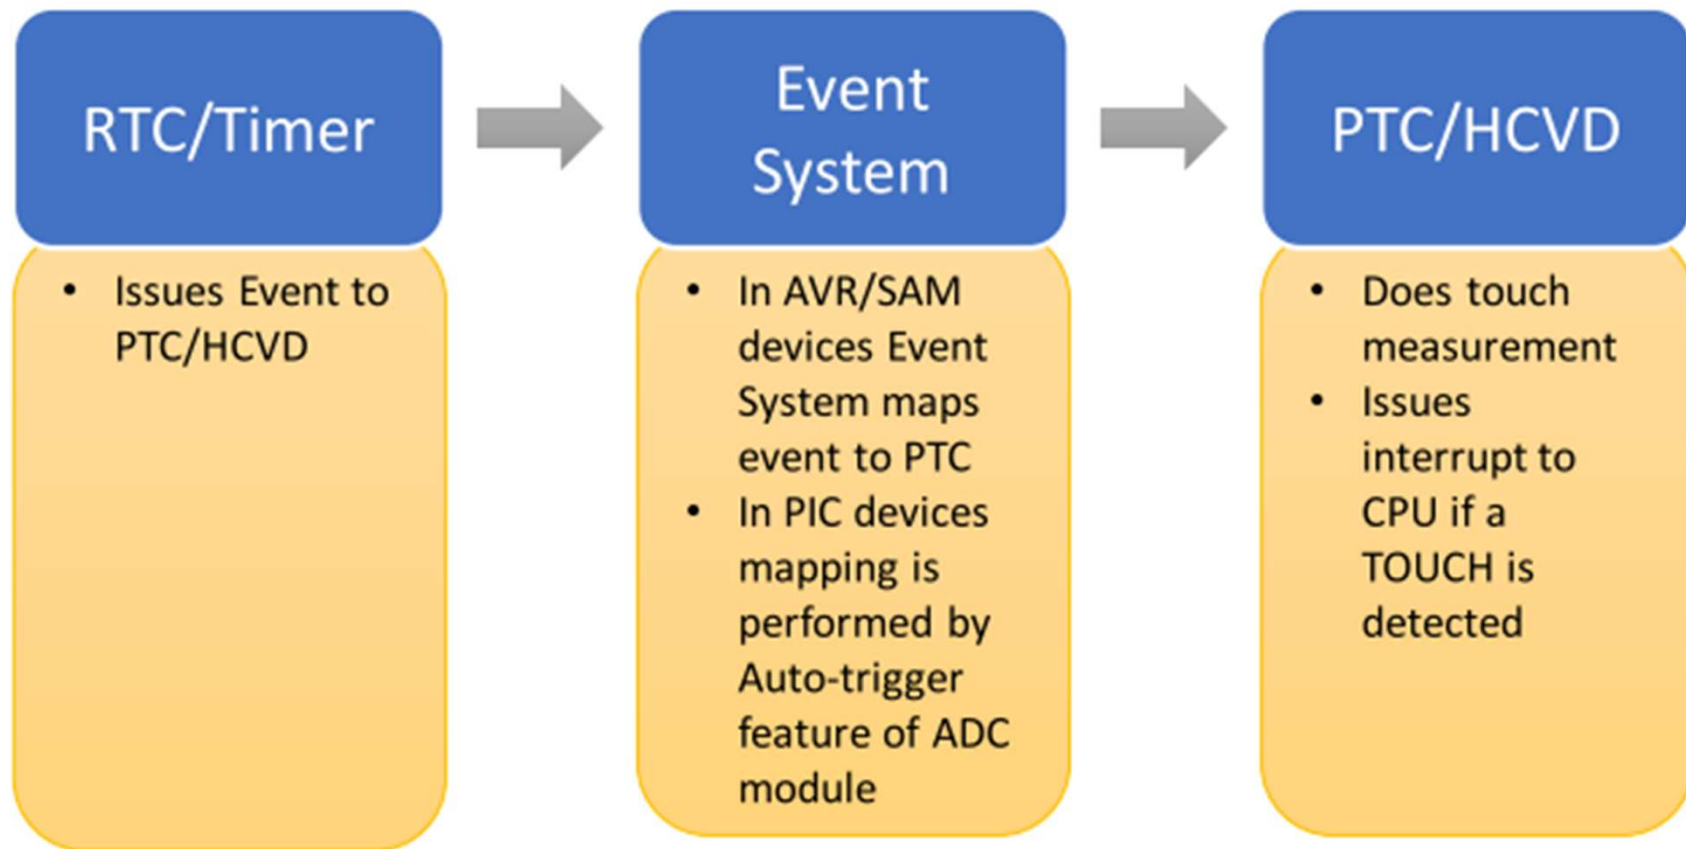 RTC/Timer
• Issues Event to
PTC/HCVD
Event
System
• In AVR/SAM
devices Event
System maps
event to PTC
• In PIC devices
mapping is
performed by
Auto-trigger
feature of ADC
module
PTC/HCVD
• Does touch
measurement
• Issues
interrupt to
CPU if a
TOUCH is
detected